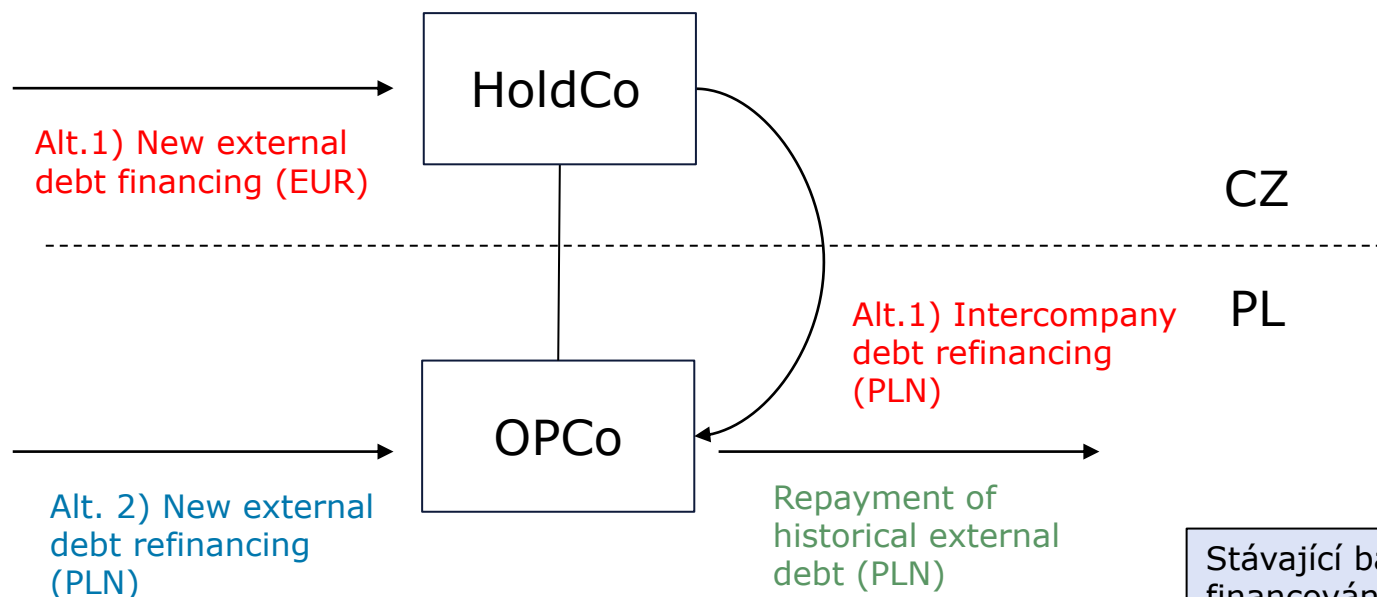 HoldCo
Alt.1) New external
debt financing (EUR)
CZ
PL
Alt.1) Intercompany
debt refinancing
(PLN)
OPCo
Alt. 2) New external
debt refinancing
(PLN)
Repayment of
historical external
debt (PLN)
Stávající